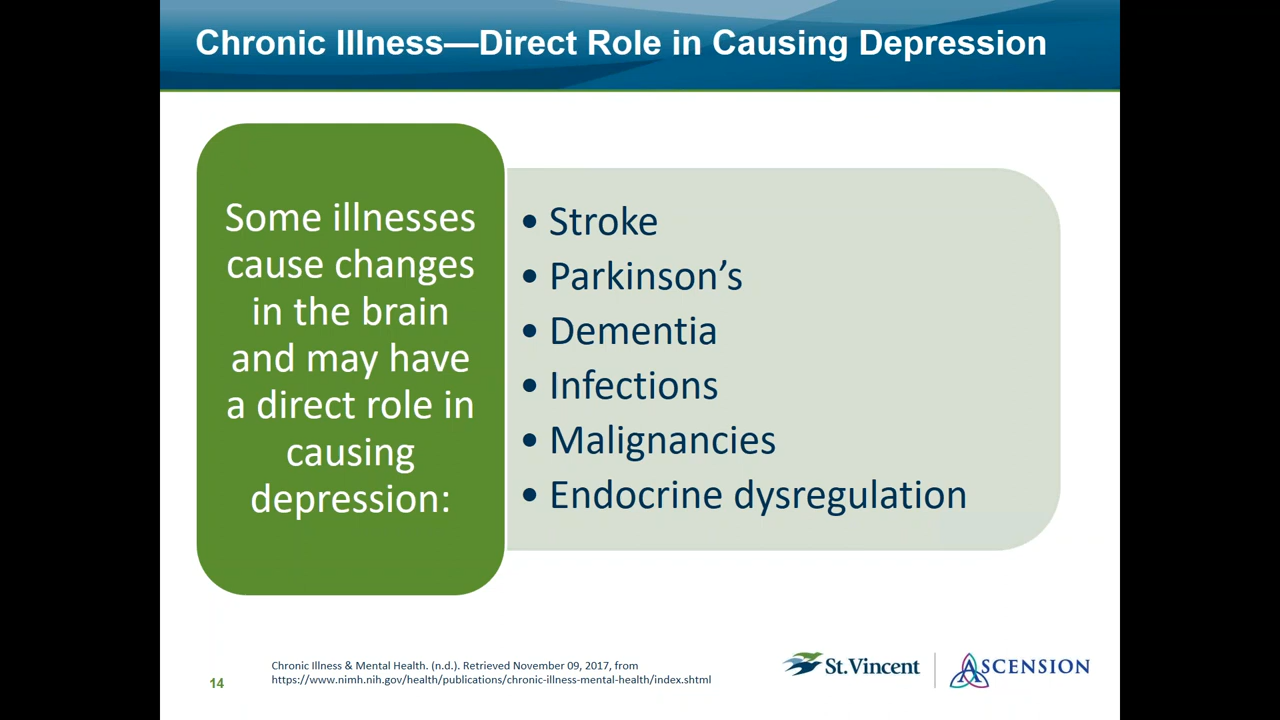 Chronic Illness—Direct Role in Causing Depression
Some illnesses
cause changes
in the brain
and may have
a direct role in
causing
depression:
• Stroke
• Parkinson’s
• Dementia
• Infections
• Malignancies
• Endocrine dysregulation
14
Chronic Illness & Mental Health. (n.d.). Retrieved November 09, 2017, from
https://www.nimh.nih.gov/health/publications/chronic-illness-mental-health/index.shtml
St.Vincent
ASCENSION